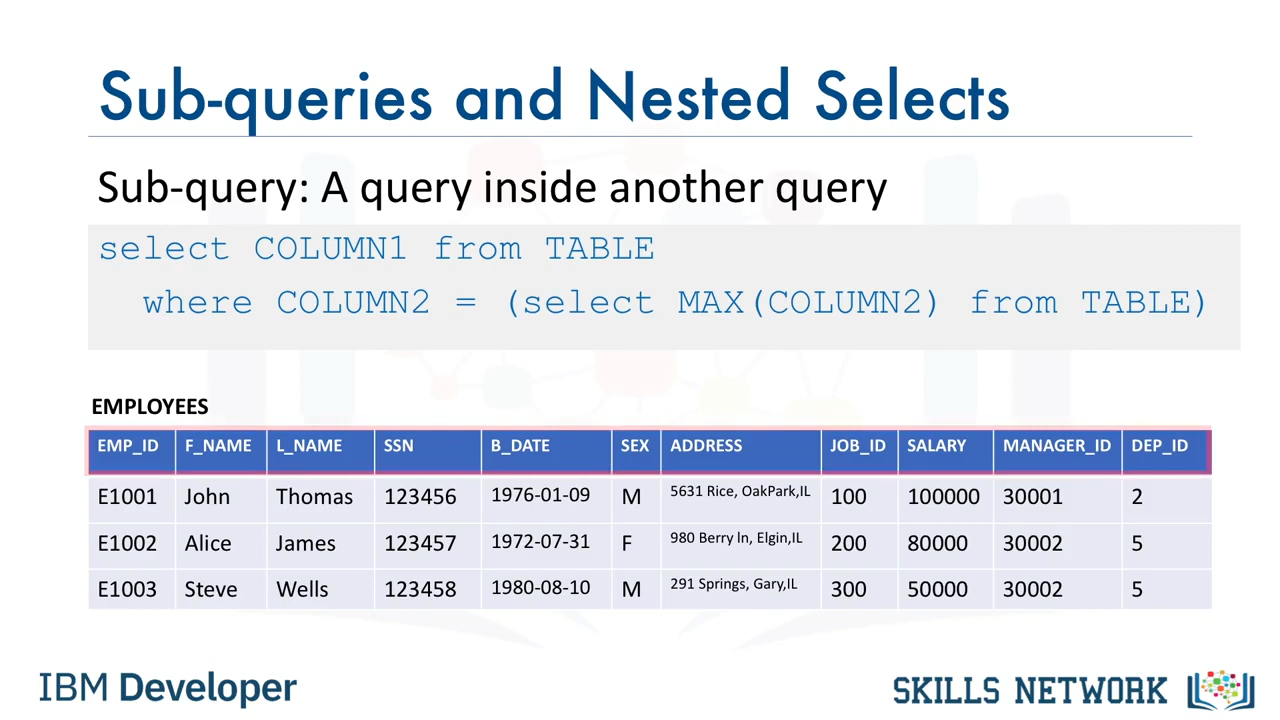 Sub-queries and Nested Selects
Sub-query: A query inside another query
select COLUMN1 from TABLE
where COLUMN2 = (select MAX(COLUMN2) from TABLE)
EMPLOYEES
EMP_ID F_NAME L_NAME SSN B_DATE SEX ADDRESS JOB_ID SALARY MANAGER_ID DEP_ID
E1001 John Thomas 123456 1976-01-09 M 5631 Rice, OakPark,IL 100 100000 30001 2
E1002 Alice James 123457 1972-07-31 F 980 Berry ln, Elgin,IL 200 80000 30002 5
E1003 Steve Wells 123458 1980-08-10 M 291 Springs, Gary,IL 300 50000 30002 5
IBM Developer
SKILLS NETWORK